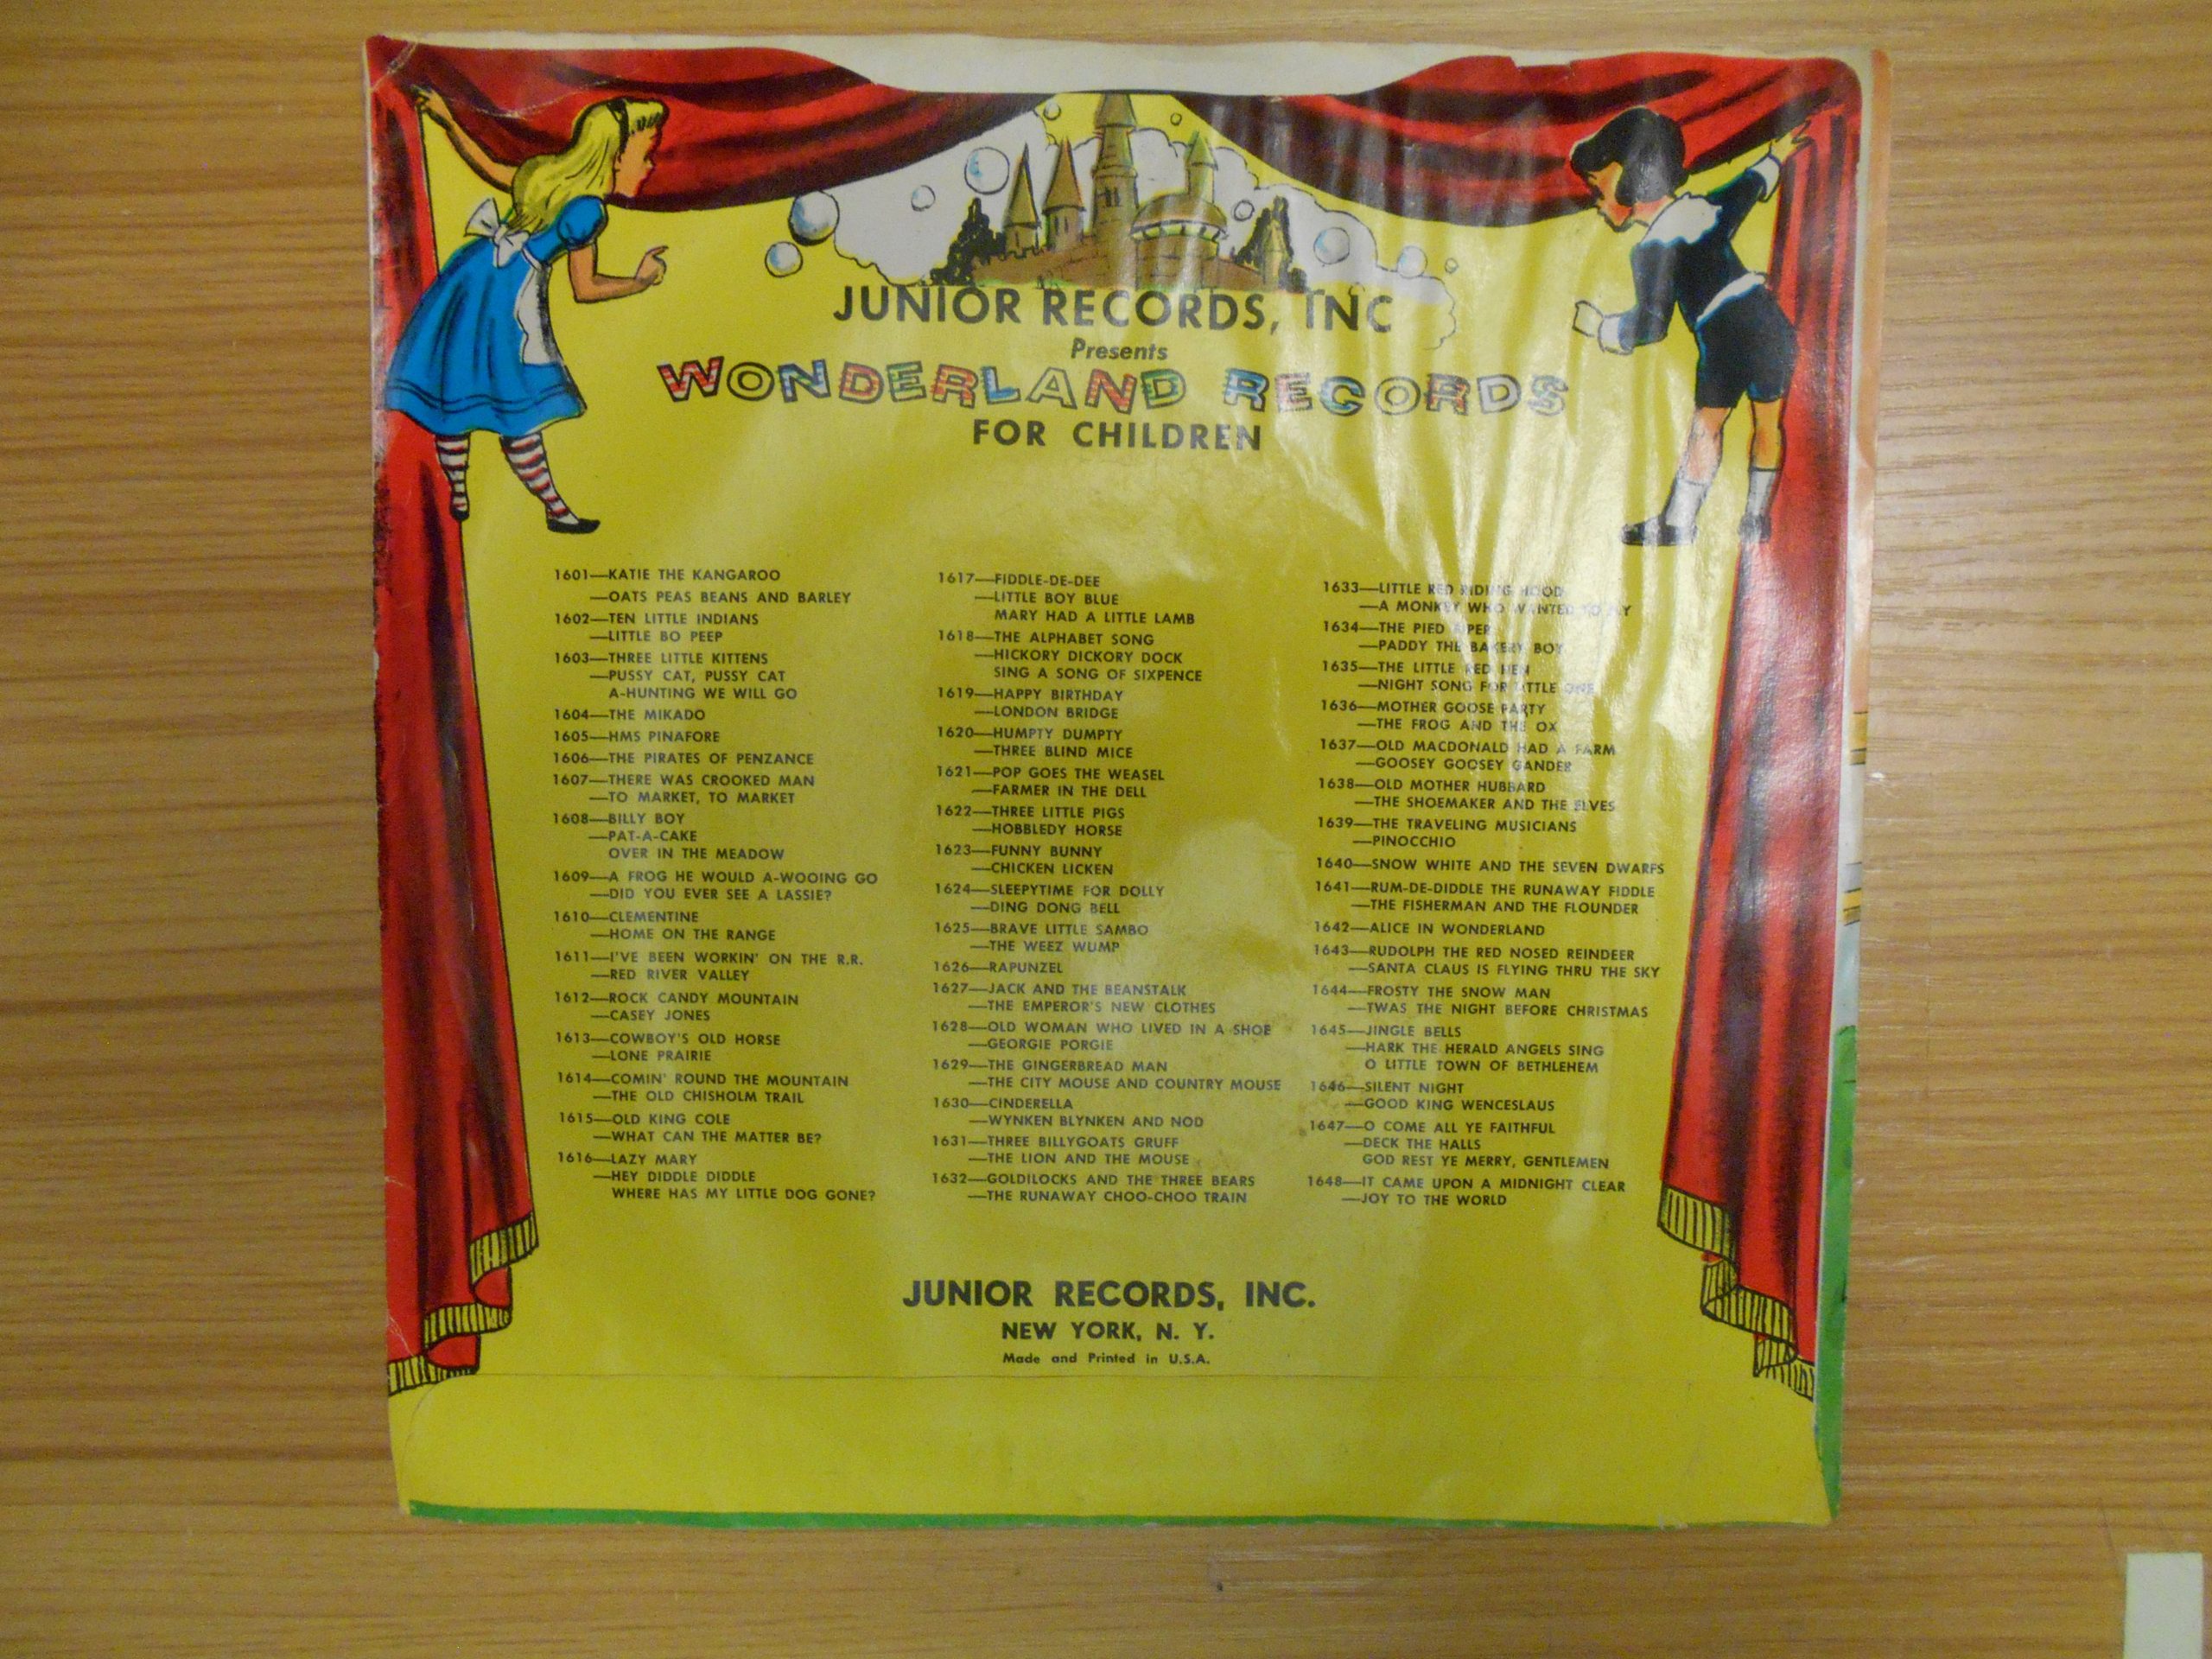 JUNIOR RECORDS, INC
Presents
WONDERLAND RECORDS
FOR CHILDREN
1601—KATIE THE KANGAROO
—OATS PEAS BEANS AND BARLEY
1602—TEN LITTLE INDIANS
—LITTLE BO PEEP
1603—THREE LITTLE KITTENS
—PUSSY CAT, PUSSY CAT
A-HUNTING WE WILL GO
1604—THE MIKADO
1605—HMS PINAFORE
1606—THE PIRATES OF PENZANCE
1607—THERE WAS CROOKED MAN
—TO MARKET, TO MARKET
1608—BILLY BOY
—PAT-A-CAKE
OVER IN THE MEADOW
1609—A FROG HE WOULD A-WOOING GO
—DID YOU EVER SEE A LASSIE?
1610—CLEMENTINE
—HOME ON THE RANGE
1611—I'VE BEEN WORKIN' ON THE R.R.
—RED RIVER VALLEY
1612—ROCK CANDY MOUNTAIN
—CASEY JONES
1613—COWBOY'S OLD HORSE
—LONE PRAIRIE
1614—COMIN' ROUND THE MOUNTAIN
—THE OLD CHISHOLM TRAIL
1615—OLD KING COLE
—WHAT CAN THE MATTER BE?
1616—LAZY MARY
—HEY DIDDLE DIDDLE
WHERE HAS MY LITTLE DOG GONE?
1617—FIDDLE-DE-DEE
—LITTLE BOY BLUE
MARY HAD A LITTLE LAMB
1618—THE ALPHABET SONG
—HICKORY DICKORY DOCK
SING A SONG OF SIXPENCE
1619—HAPPY BIRTHDAY
—LONDON BRIDGE
1620—HUMPTY DUMPTY
—THREE BLIND MICE
1621—POP GOES THE WEASEL
—FARMER IN THE DELL
1622—THREE LITTLE PIGS
—HOBBLEDY HORSE
1623—FUNNY BUNNY
—CHICKEN LICKEN
1624—SLEEPYTIME FOR DOLLY
—DING DONG BELL
1625—BRAVE LITTLE SAMBO
—THE WEEZ WUMP
1626—RAPUNZEL
1627—JACK AND THE BEANSTALK
—THE EMPEROR'S NEW CLOTHES
1628—OLD WOMAN WHO LIVED IN A SHOE
—GEORGIE PORGIE
1629—THE GINGERBREAD MAN
—THE CITY MOUSE AND COUNTRY MOUSE
1630—CINDERELLA
—WYNKEN BLYNKEN AND NOD
1631—THREE BILLYGOATS GRUFF
—THE LION AND THE MOUSE
1632—GOLDILOCKS AND THE THREE BEARS
—THE RUNAWAY CHOO-CHOO TRAIN
1633—LITTLE RED RIDING HOOD
—A MONKEY WHO WANTED TO
1634—THE PIED PIPER
—PADDY THE BAKERY BOY
1635—THE LITTLE RED HEN
—NIGHT SONG FOR LITTLE ONE
1636—MOTHER GOOSE PARTY
—THE FROG AND THE OX
1637—OLD MACDONALD HAD A FARM
—GOOSEY GOOSEY GANDER
1638—OLD MOTHER HUBBARD
—THE SHOEMAKER AND THE ELVES
1639—THE TRAVELING MUSICIANS
—PINOCCHIO
1640—SNOW WHITE AND THE SEVEN DWARFS
1641—RUM-DE-DIDDLE THE RUNAWAY FIDDLE
—THE FISHERMAN AND THE FLOUNDER
1642—ALICE IN WONDERLAND
1643—RUDOLPH THE RED NOSED REINDEER
—SANTA CLAUS IS FLYING THRU THE SKY
1644—FROSTY THE SNOW MAN
—TWAS THE NIGHT BEFORE CHRISTMAS
1645—JINGLE BELLS
—HARK THE HERALD ANGELS SING
O LITTLE TOWN OF BETHLEHEM
1646—SILENT NIGHT
—GOOD KING WENCESLAUS
1647—O COME ALL YE FAITHFUL
—DECK THE HALLS
GOD REST YE MERRY, GENTLEMEN
1648—IT CAME UPON A MIDNIGHT CLEAR
—JOY TO THE WORLD
JUNIOR RECORDS, INC.
NEW YORK, N. Y.
Made and Printed in U.S.A.